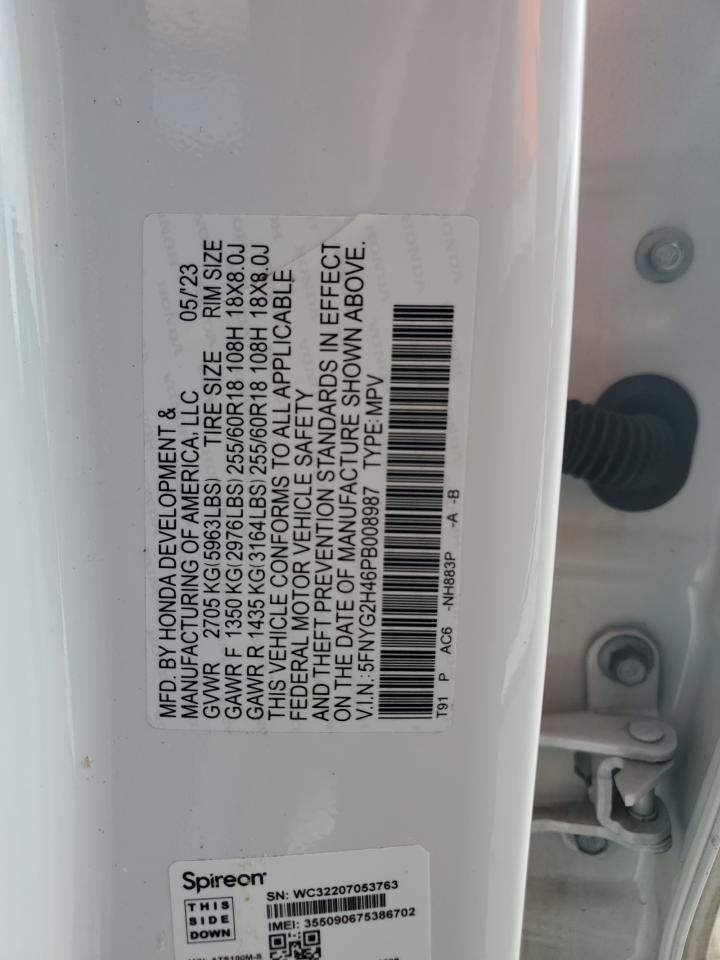 MFD. BY HONDA DEVELOPMENT &
MANUFACTURING OF AMERICA, LLC 05/'23
GVWR 2705 KG(5963LBS) TIRE SIZE RIM SIZE
GAWR F 1350 KG(2976LBS) 255/60R18 108H 18X8.0J
GAWR R 1435 KG(3164LBS) 255/60R18 108H 18X8.0J
THIS VEHICLE CONFORMS TO ALL APPLICABLE
FEDERAL MOTOR VEHICLE SAFETY
AND THEFT PREVENTION STANDARDS IN EFFECT
ON THE DATE OF MANUFACTURE SHOWN ABOVE.
V.I.N.: 5FNYG2H46PB008987 TYPE: MPV
T91 P AC6 -NH883P -A -B
Spireon
THIS
SIDE
DOWN
SN: WC32207053763
IMEI: 355090675386702